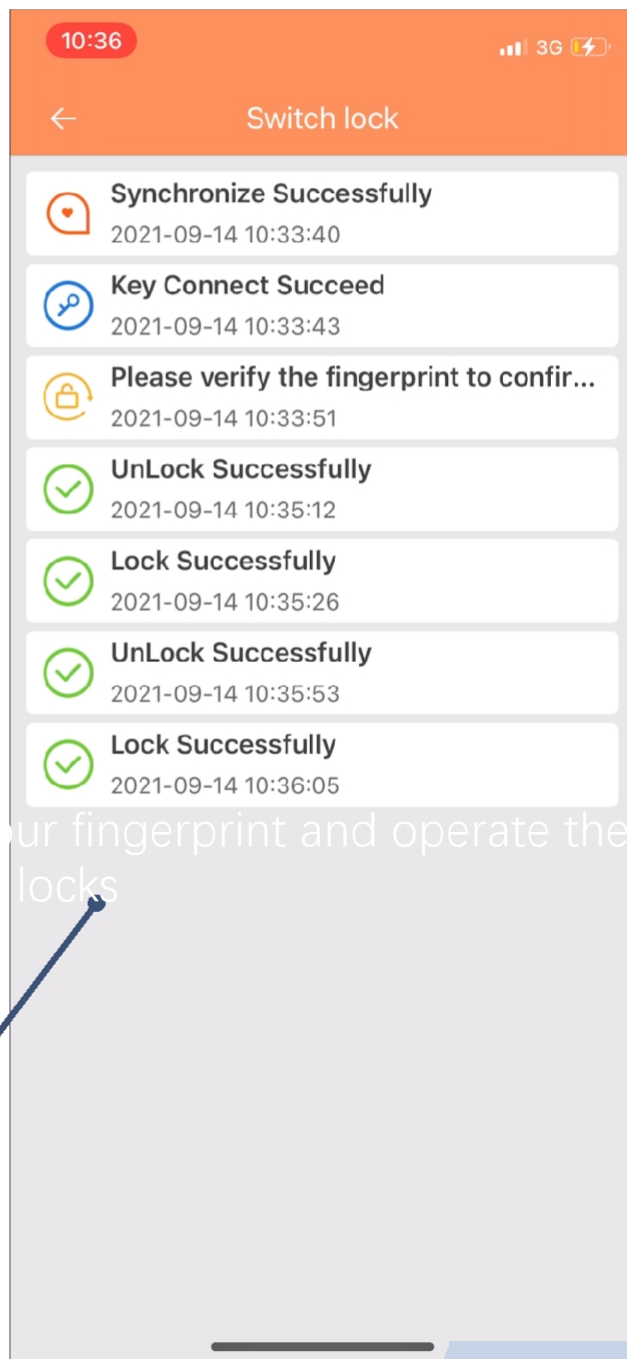 10:36
3G
Switch lock
Synchronize Successfully
2021-09-14 10:33:40
Key Connect Succeed
2021-09-14 10:33:43
Please verify the fingerprint to confir...
2021-09-14 10:33:51
UnLock Successfully
2021-09-14 10:35:12
Lock Successfully
2021-09-14 10:35:26
UnLock Successfully
2021-09-14 10:35:53
Lock Successfully
2021-09-14 10:36:05
ur fingerprint and operate the
locks